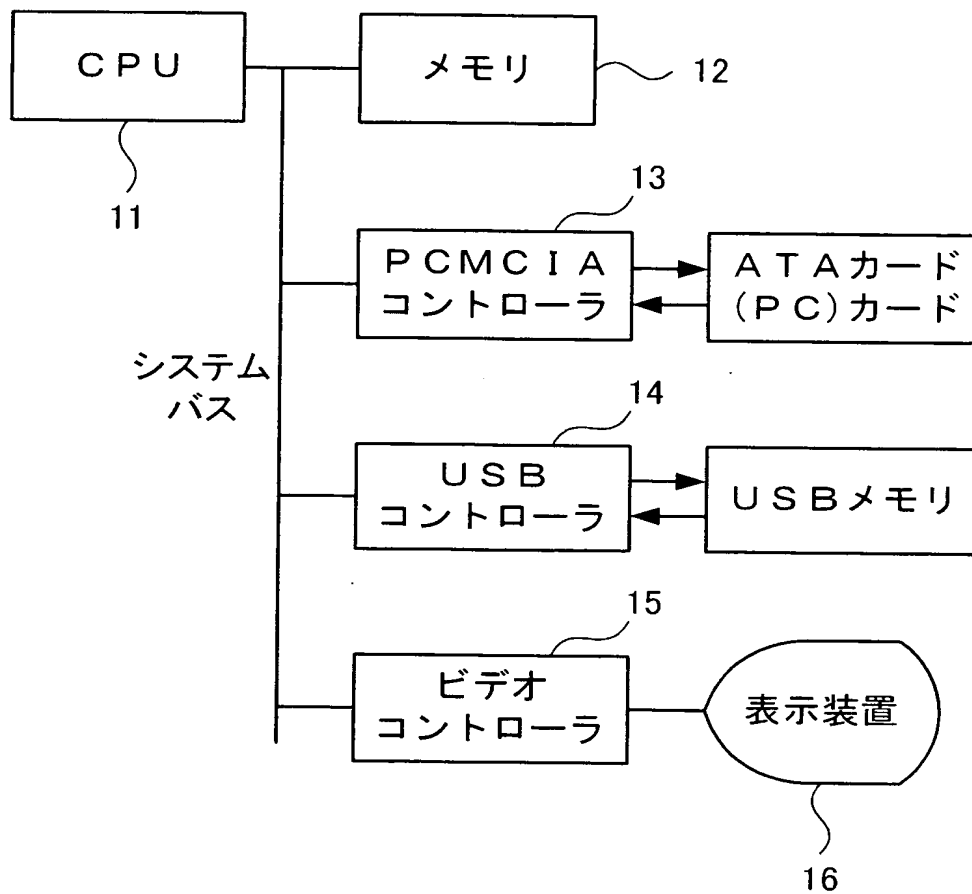 ＣＰＵ
メモリ
12
11
13
ＰＣＭＣＩＡ
コントローラ
ＡＴＡカード
(ＰＣ)カード
システム
バス
14
ＵＳＢ
コントローラ
ＵＳＢメモリ
15
ビデオ
コントローラ
表示装置
16